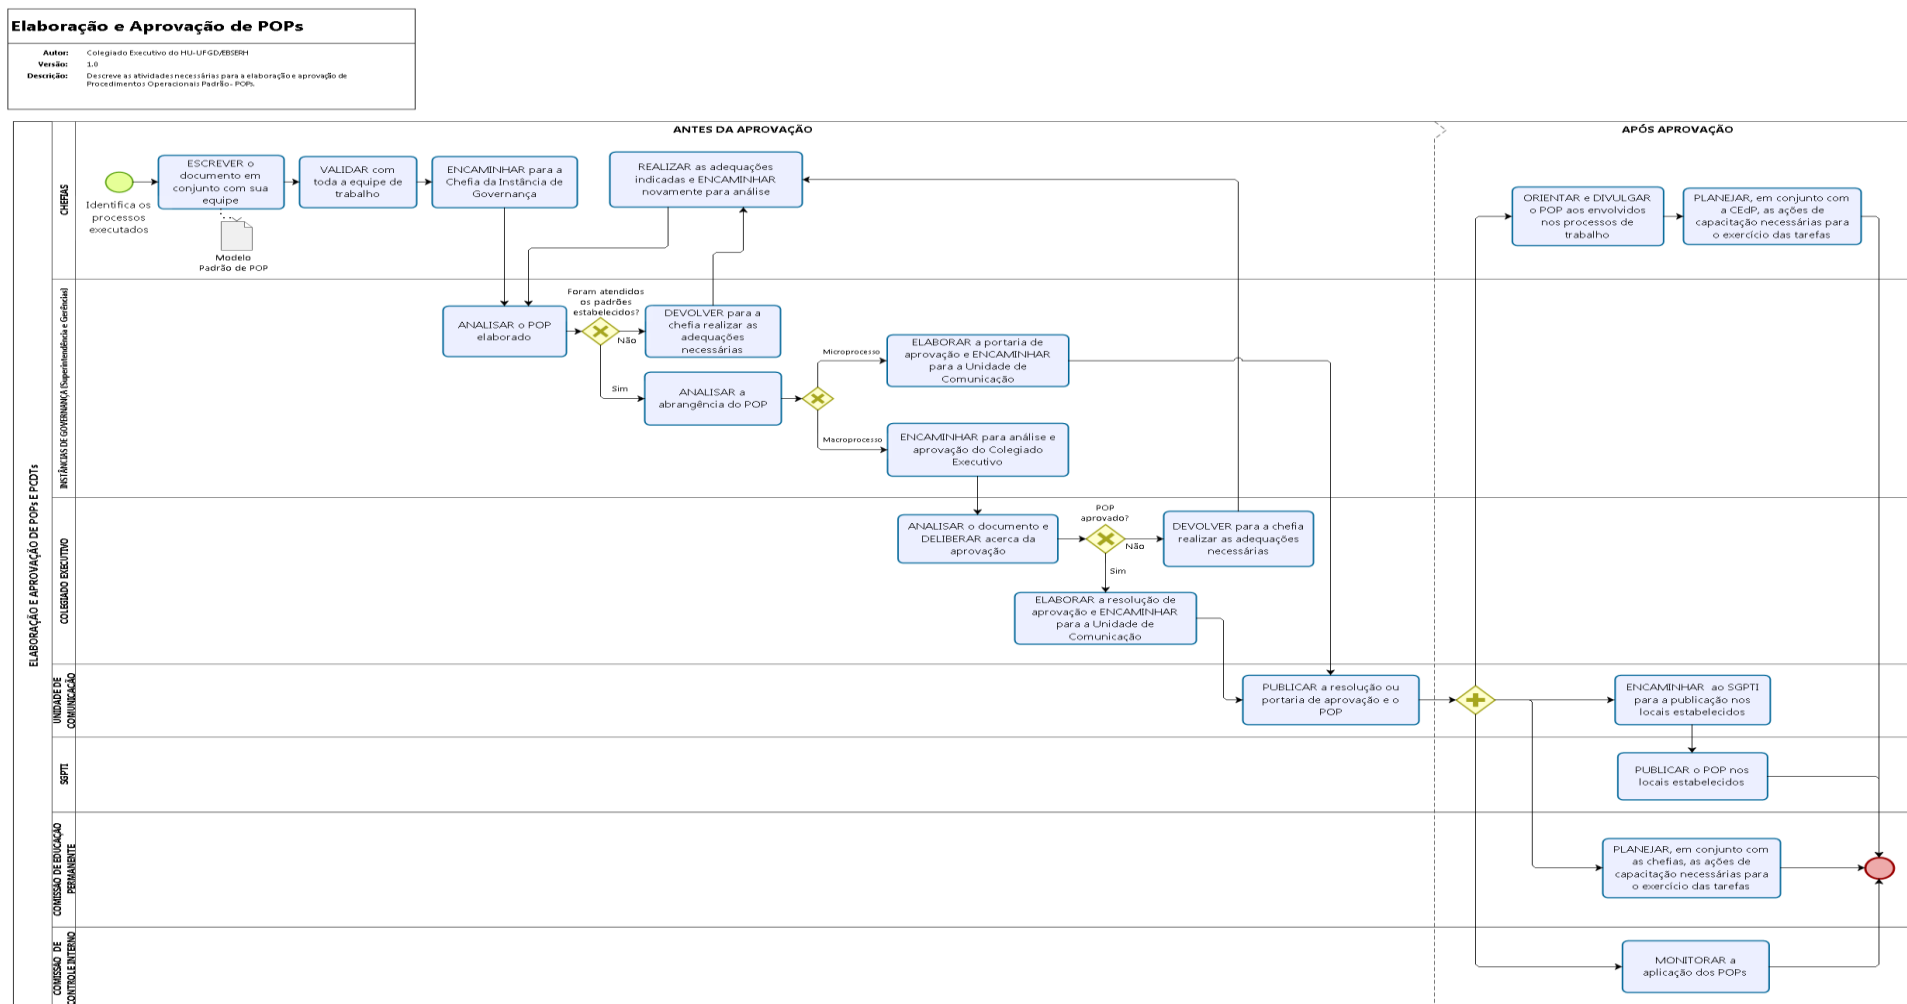 Elaboração e Aprovação de POPs
Autor: Colegiado Executivo do HU-UFGD/EBSERH
Versão: 1.0
Descrição: Descreve as atividades necessárias para a elaboração e aprovação de
Procedimentos Operacionais Padrão - POPs.
ELABORAÇÃO E APROVAÇÃO DE POPs E PCDTs
ANTES DA APROVAÇÃO
APÓS APROVAÇÃO
CHEFIAS
Identifica os
processos
executados
ESCREVER o
documento em
conjunto com sua
equipe
Modelo
Padrão de POP
VALIDAR com
toda a equipe de
trabalho
ENCAMINHAR para a
Chefia da Instância de
Governança
REALIZAR as adequações
indicadas e ENCAMINHAR
novamente para análise
ORIENTAR e DIVULGAR
o POP aos envolvidos
nos processos de
trabalho
PLANEJAR, em conjunto com
a CEdP, as ações de
capacitação necessárias para
o exercício das tarefas
INSTÂNCIAS DE GOVERNANÇA (Superintendência e Gerências)
ANALISAR o POP
elaborado
Foram atendidos
os padrões
estabelecidos?
Não
Sim
DEVOLVER para a
chefia realizar as
adequações
necessárias
ANALISAR a
abrangência do POP
Microprocesso
Macroprocesso
ELABORAR a portaria de
aprovação e ENCAMINHAR
para a Unidade de
Comunicação
ENCAMINHAR para análise e
aprovação do Colegiado
Executivo
COLEGIADO EXECUTIVO
ANALISAR o documento e
DELIBERAR acerca da
aprovação
POP
aprovado?
Não
Sim
DEVOLVER para a chefia
realizar as adequações
necessárias
ELABORAR a resolução de
aprovação e ENCAMINHAR
para a Unidade de
Comunicação
UNIDADE DE
COMUNICAÇÃO
PUBLICAR a resolução ou
portaria de aprovação e o
POP
ENCAMINHAR ao SGPTI
para a publicação nos
locais estabelecidos
SGPTI
PUBLICAR o POP nos
locais estabelecidos
COMISSÃO DE EDUCAÇÃO
PERMANENTE
PLANEJAR, em conjunto com
as chefias, as ações de
capacitação necessárias para
o exercício das tarefas
COMISSÃO DE
CONTROLE INTERNO
MONITORAR a
aplicação dos POPs